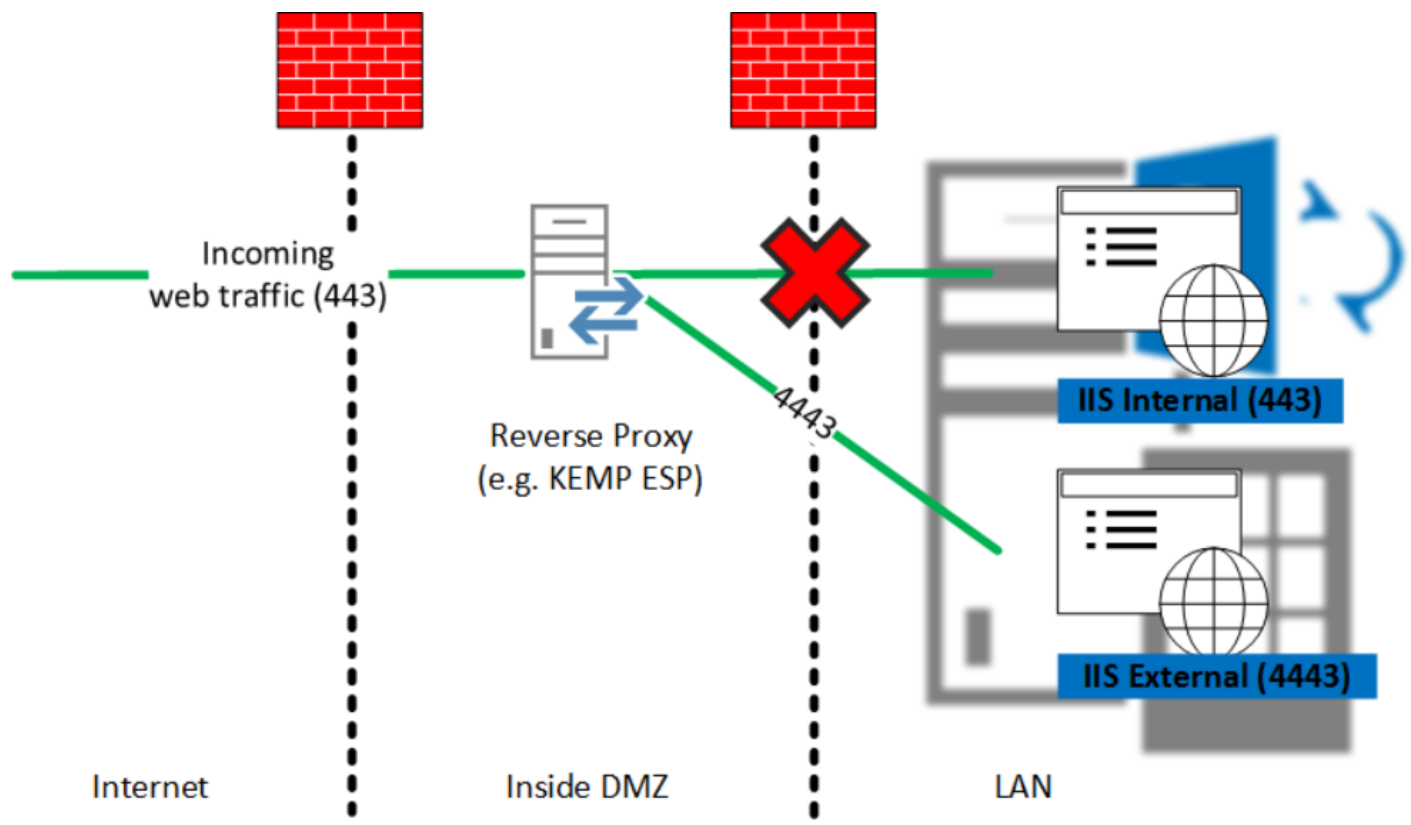 Incoming
web traffic (443)
Reverse Proxy
(e.g. KEMP ESP)
4443
IIS Internal (443)
IIS External (4443)
Internet
Inside DMZ
LAN